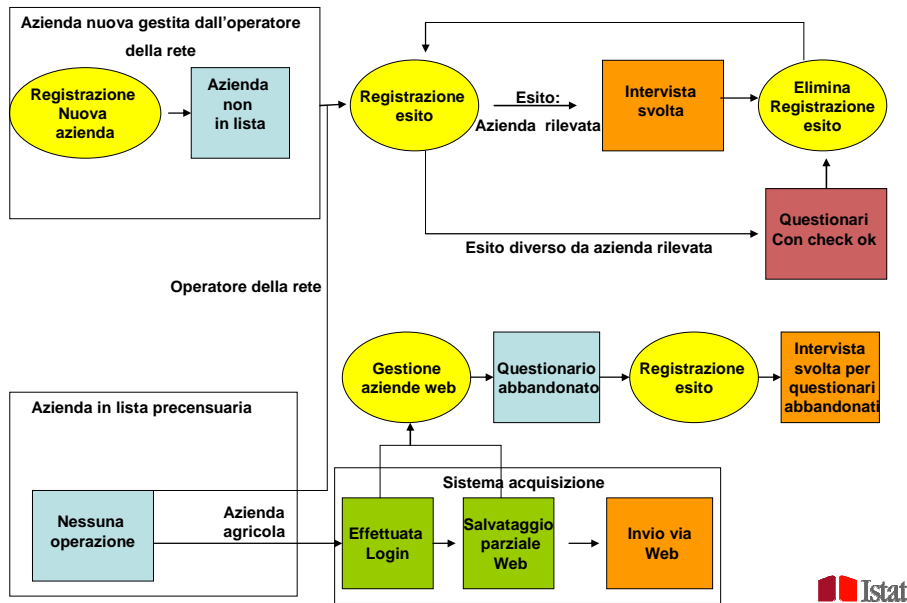 Azienda nuova gestita dall'operatore
della rete
Registrazione
Nuova
azienda
Azienda
non
in lista
Registrazione
esito
Esito:
Azienda rilevata
Intervista
svolta
Elimina
Registrazione
esito
Questionari
Con check ok
Esito diverso da azienda rilevata
Operatore della rete
Gestione
aziende web
Questionario
abbandonato
Registrazione
esito
Intervista
svolta per
questionari
abbandonati
Azienda in lista precensuaria
Nessuna
operazione
Azienda
agricola
Sistema acquisizione
Effettuata
Login
Salvataggio
parziale
Web
Invio via
Web
Istat